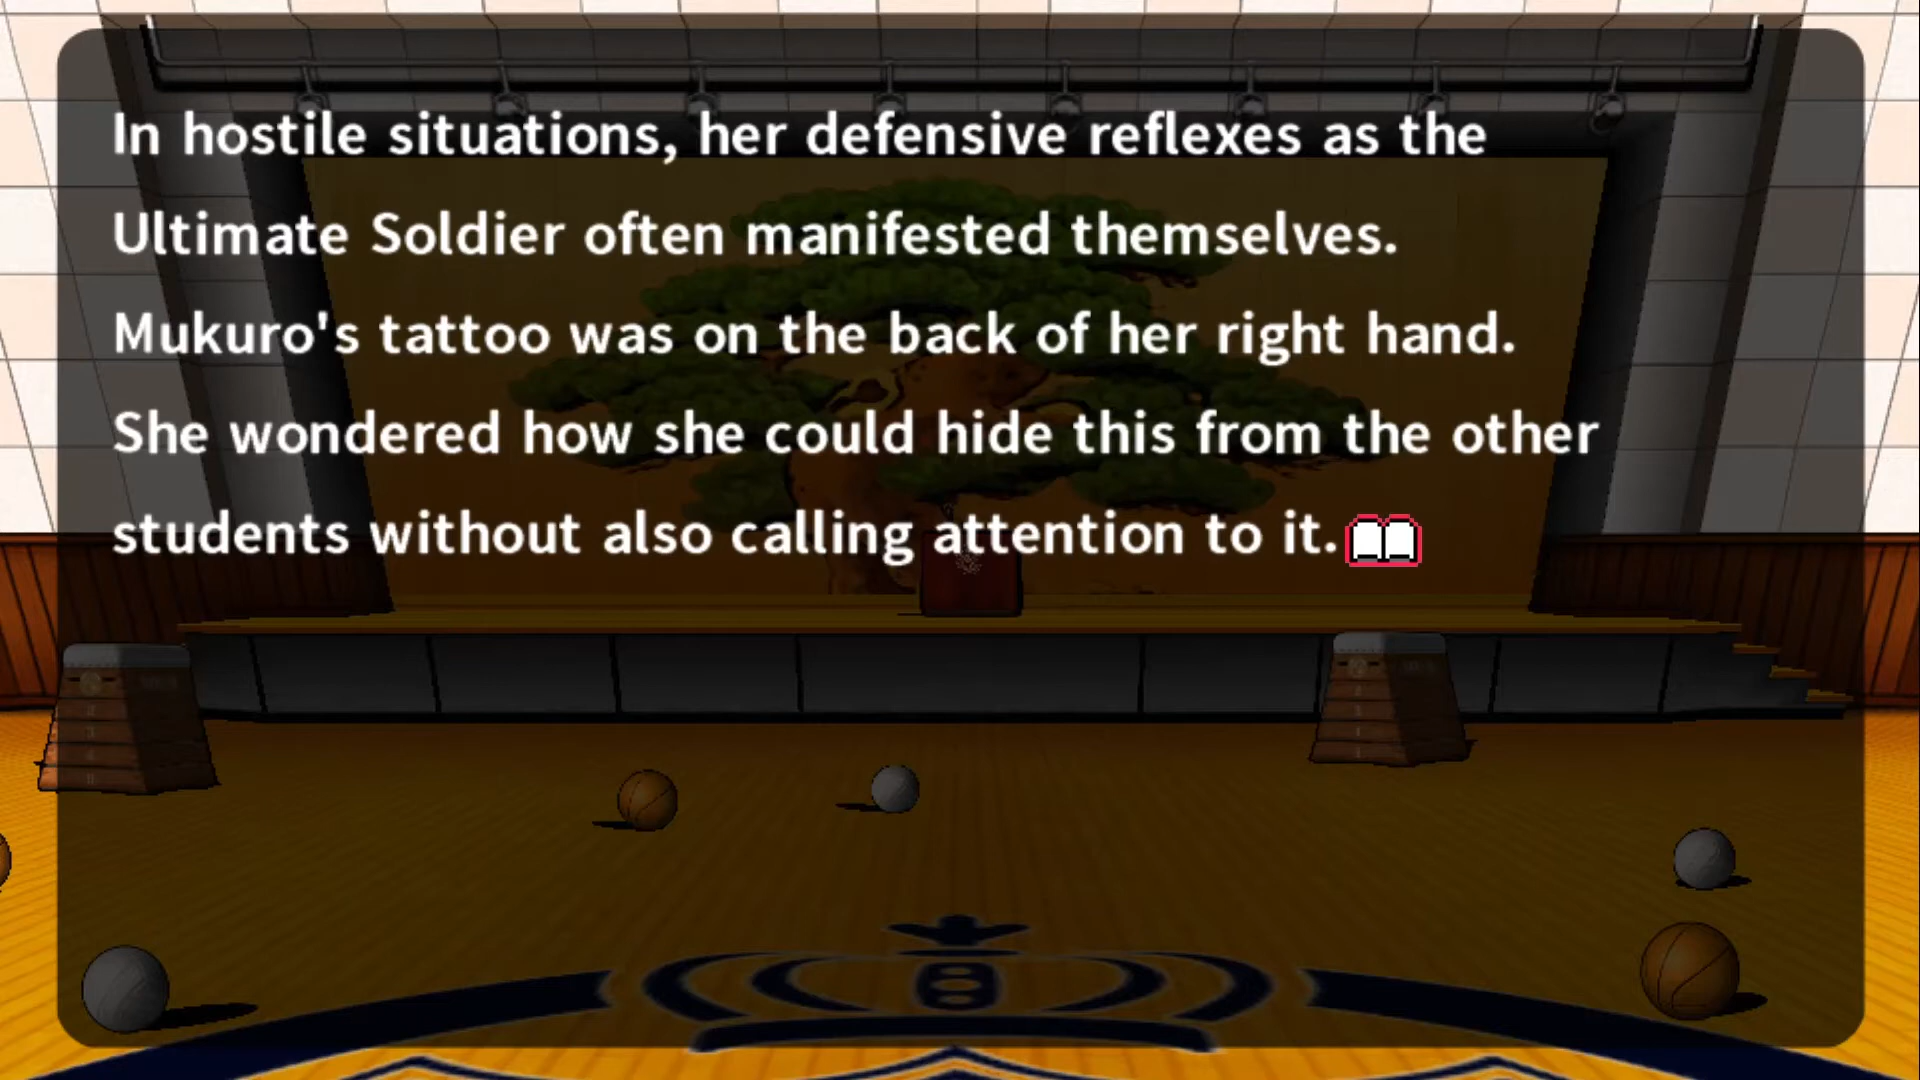 In hostile situations, her defensive reflexes as the
Ultimate Soldier often manifested themselves.
Mukuro's tattoo was on the back of her right hand.
She wondered how she could hide this from the other
students without also calling attention to it.